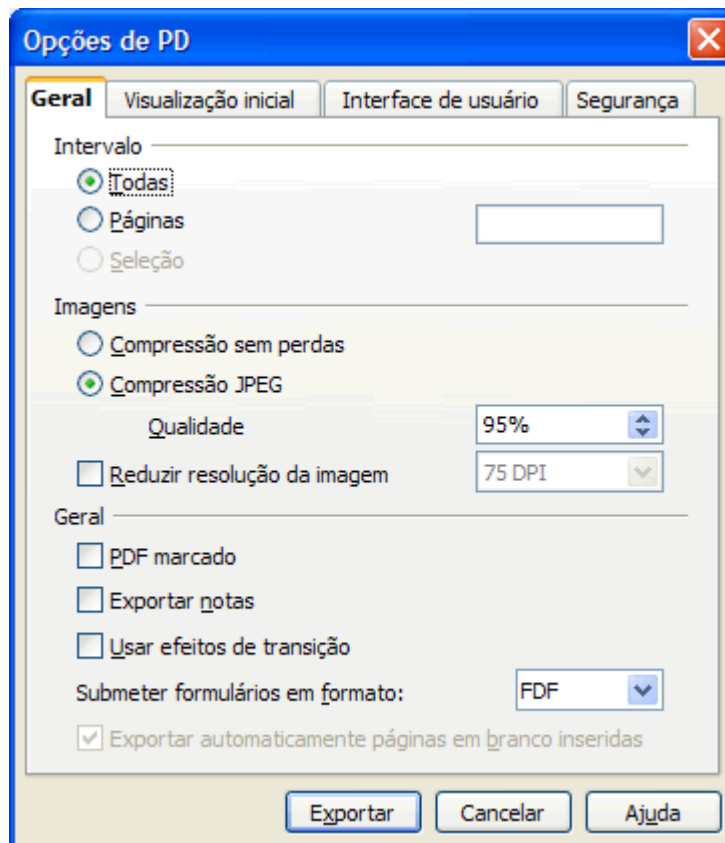 Opções de PD
Geral Visualização inicial Interface de usuário Segurança
Intervalo
Todas
Páginas
Seleção
Imagens
Compressão sem perdas
Compressão JPEG
Qualidade 95%
Reduzir resolução da imagem 75 DPI
Geral
PDF marcado
Exportar notas
Usar efeitos de transição
Submeter formulários em formato: FDF
Exportar automaticamente páginas em branco inseridas
Exportar Cancelar Ajuda